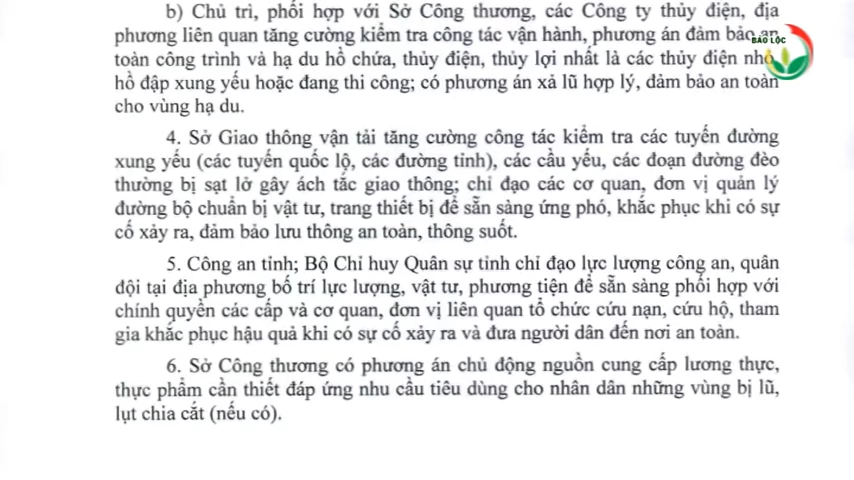 b) Chủ trì, phối hợp với Sở Công thương, các Công ty thủy điện, địa
phương liên quan tăng cường kiểm tra công tác vận hành, phương án đảm bảo an
toàn công trình và hạ du hồ chứa, thủy điện, thủy lợi nhất là các thủy điện nhỏ,
hồ đập xung yếu hoặc đang thi công; có phương án xả lũ hợp lý, đảm bảo an toàn
cho vùng hạ du.
4. Sở Giao thông vận tải tăng cường công tác kiểm tra các tuyến đường
xung yếu (các tuyến quốc lộ, các đường tỉnh), các cầu yếu, các đoạn đường đèo
thường bị sạt lở gây ách tắc giao thông; chỉ đạo các cơ quan, đơn vị quản lý
đường bộ chuẩn bị vật tư, trang thiết bị để sẵn sàng ứng phó, khắc phục khi có sự
cố xảy ra, đảm bảo lưu thông an toàn, thông suốt.
5. Công an tỉnh; Bộ Chỉ huy Quân sự tỉnh chỉ đạo lực lượng công an, quân
đội tại địa phương bố trí lực lượng, vật tư, phương tiện để sẵn sàng phối hợp với
chính quyền các cấp và cơ quan, đơn vị liên quan tổ chức cứu nạn, cứu hộ, tham
gia khắc phục hậu quả khi có sự cố xảy ra và đưa người dân đến nơi an toàn.
6. Sở Công thương có phương án chủ động nguồn cung cấp lương thực,
thực phẩm cần thiết đáp ứng nhu cầu tiêu dùng cho nhân dân những vùng bị lũ,
lụt chia cắt (nếu có).
BẢO LỘC